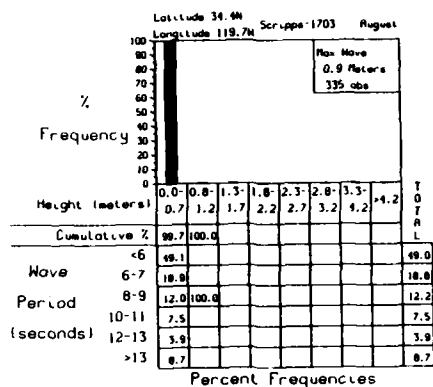 Latitude 34.4N
Longitude 119.7W
Scripps-1703
August
Max Wave
0.9 Meters
335 obs
%
Frequency
100
90
80
70
60
50
40
30
20
10
0
Height (meters) 0.0-0.7 0.8-1.2 1.3-1.7 1.8-2.2 2.3-2.7 2.8-3.2 3.3-4.2 >4.2 TOTAL
Cumulative % 99.7 100.0
Wave Period (seconds)
<6 49.1 49.0
6-7 18.9 18.8
8-9 12.0 100.0 12.2
10-11 7.5 7.5
12-13 3.9 3.9
>13 8.7 8.7
Percent Frequencies